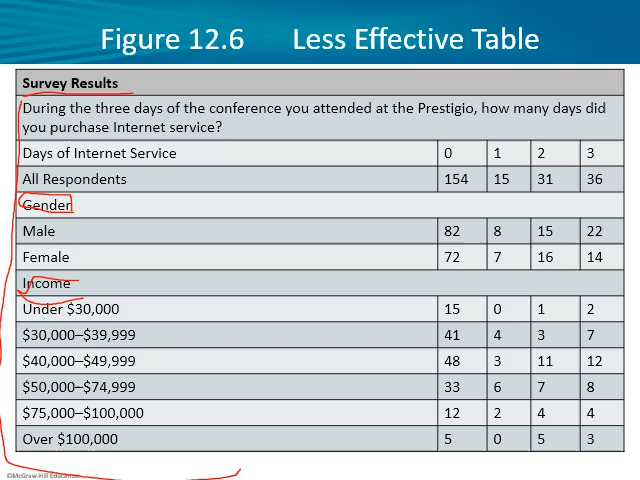 Figure 12.6 Less Effective Table
Survey Results
During the three days of the conference you attended at the Prestigio, how many days did
you purchase Internet service?
Days of Internet Service 0 1 2 3
All Respondents 154 15 31 36
Gender
Male 82 8 15 22
Female 72 7 16 14
Income
Under $30,000 15 0 1 2
$30,000–$39,999 41 4 3 7
$40,000–$49,999 48 3 11 12
$50,000–$74,999 33 6 7 8
$75,000–$100,000 12 2 4 4
Over $100,000 5 0 5 3
©McGraw-Hill Education